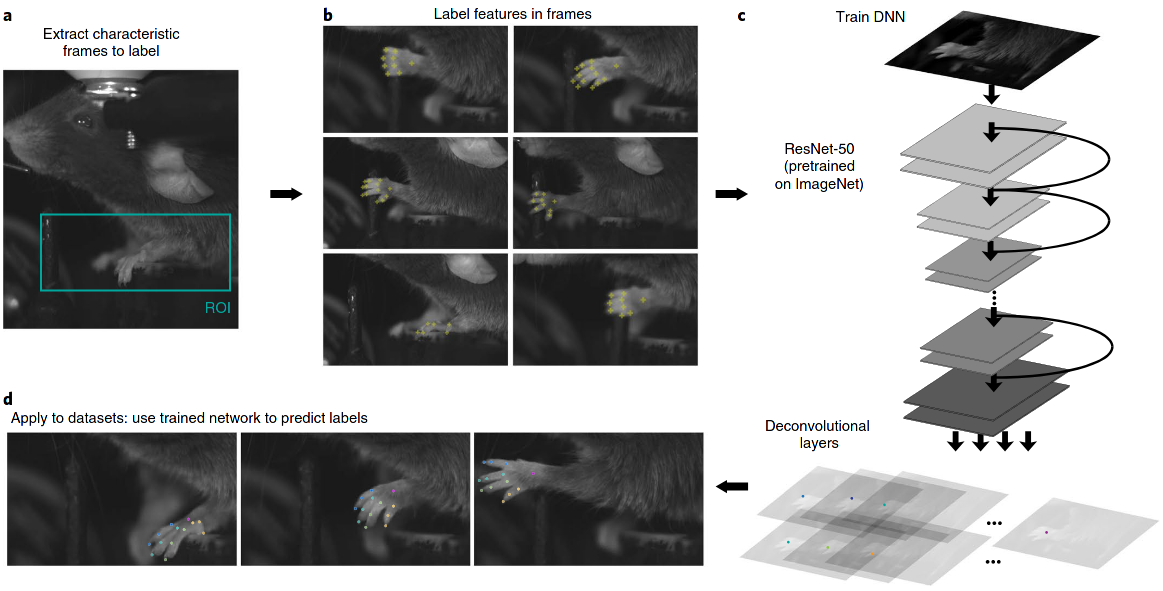 a
Extract characteristic
frames to label
ROI
b
Label features in frames
c
Train DNN
ResNet-50
(pretrained
on ImageNet)
Deconvolutional
layers
d
Apply to datasets: use trained network to predict labels